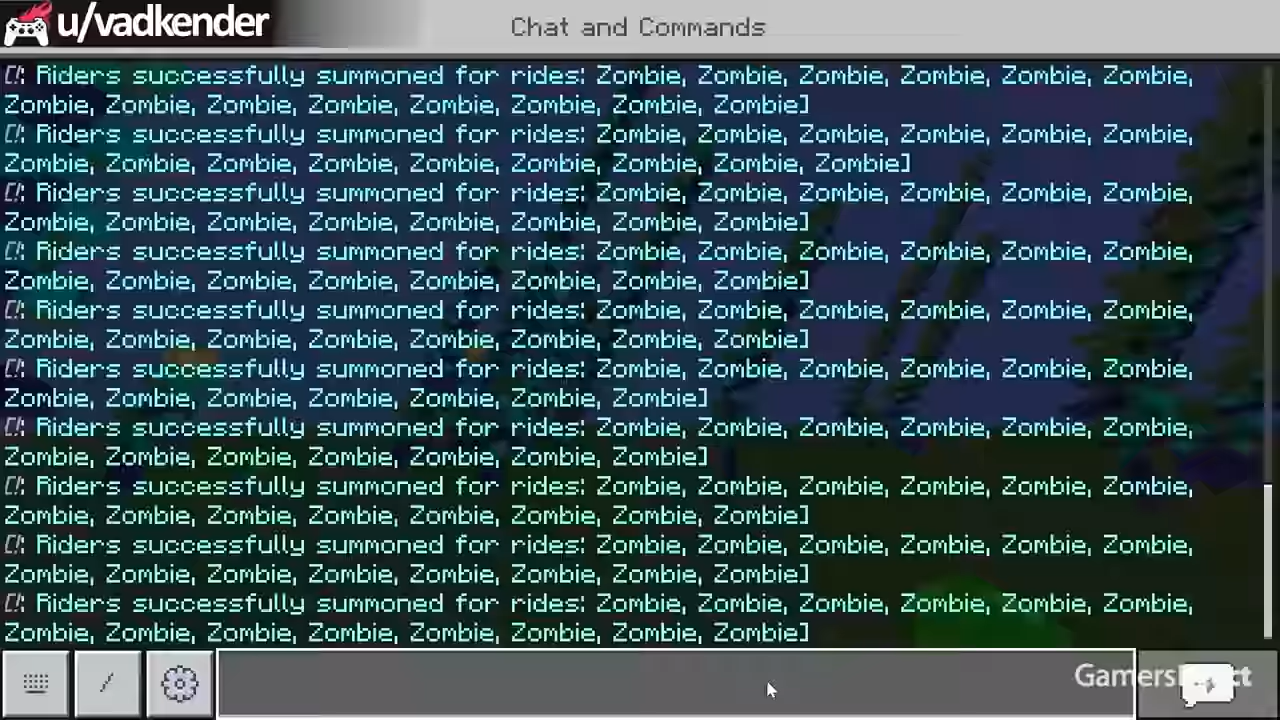 u/vadkender
Chat and Commands
[!: Riders successfully summoned for rides: Zombie, Zombie, Zombie, Zombie, Zombie, Zombie,
Zombie, Zombie, Zombie, Zombie, Zombie, Zombie, Zombie, Zombie]
[!: Riders successfully summoned for rides: Zombie, Zombie, Zombie, Zombie, Zombie, Zombie,
Zombie, Zombie, Zombie, Zombie, Zombie, Zombie, Zombie, Zombie, Zombie]
[!: Riders successfully summoned for rides: Zombie, Zombie, Zombie, Zombie, Zombie, Zombie,
Zombie, Zombie, Zombie, Zombie, Zombie, Zombie, Zombie, Zombie]
[!: Riders successfully summoned for rides: Zombie, Zombie, Zombie, Zombie, Zombie, Zombie,
Zombie, Zombie, Zombie, Zombie, Zombie, Zombie, Zombie, Zombie]
[!: Riders successfully summoned for rides: Zombie, Zombie, Zombie, Zombie, Zombie, Zombie,
Zombie, Zombie, Zombie, Zombie, Zombie, Zombie, Zombie, Zombie]
[!: Riders successfully summoned for rides: Zombie, Zombie, Zombie, Zombie, Zombie, Zombie,
Zombie, Zombie, Zombie, Zombie, Zombie, Zombie, Zombie]
[!: Riders successfully summoned for rides: Zombie, Zombie, Zombie, Zombie, Zombie, Zombie,
Zombie, Zombie, Zombie, Zombie, Zombie, Zombie, Zombie]
[!: Riders successfully summoned for rides: Zombie, Zombie, Zombie, Zombie, Zombie, Zombie,
Zombie, Zombie, Zombie, Zombie, Zombie, Zombie, Zombie, Zombie]
[!: Riders successfully summoned for rides: Zombie, Zombie, Zombie, Zombie, Zombie, Zombie,
Zombie, Zombie, Zombie, Zombie, Zombie, Zombie, Zombie, Zombie]
[!: Riders successfully summoned for rides: Zombie, Zombie, Zombie, Zombie, Zombie, Zombie,
Zombie, Zombie, Zombie, Zombie, Zombie, Zombie, Zombie, Zombie]
/